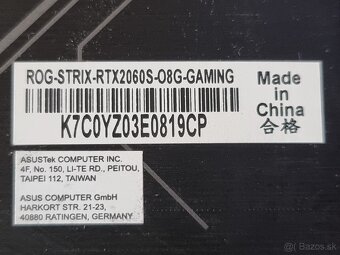 ROG-STRIX-RTX2060S-O8G-GAMING
K7C0YZ03E0819CP
Made in
China
合格
ASUSTek COMPUTER INC.
4F, No. 150, LI-TE RD., PEITOU,
TAIPEI 112, TAIWAN
ASUS COMPUTER GmbH
HARKORT STR. 21-23,
40880 RATINGEN, GERMANY
bazos.sk